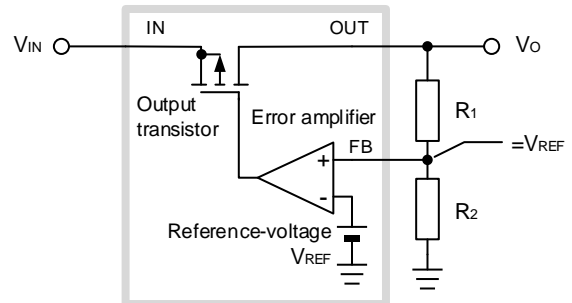 IN
OUT
VIN
VO
Output
transistor
Error amplifier
R1
FB
=VREF
+
-
R2
Reference-voltage
VREF